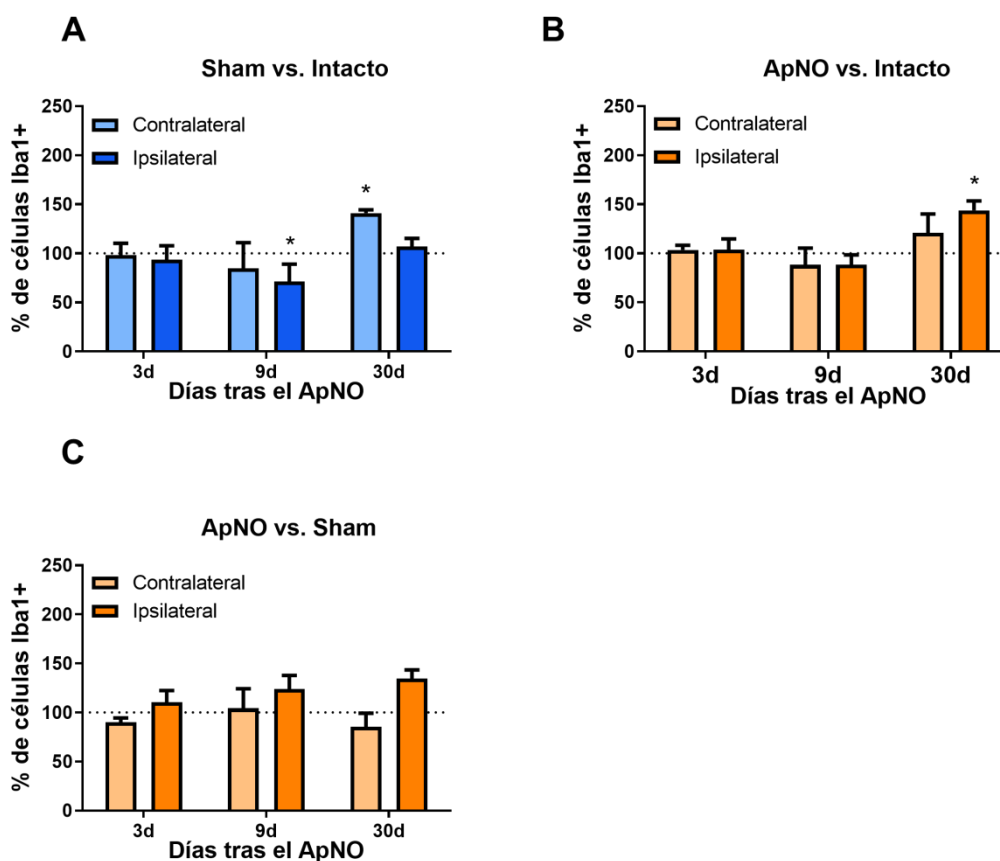 A
Sham vs. Intacto
% de células Iba1+
250
200
150
100
50
0
Contralateral
Ipsilateral
*
*
3d
9d
30d
Días tras el ApNO
B
ApNO vs. Intacto
% de células Iba1+
250
200
150
100
50
0
Contralateral
Ipsilateral
*
3d
9d
30d
Días tras el ApNO
C
ApNO vs. Sham
% de células Iba1+
250
200
150
100
50
0
Contralateral
Ipsilateral
3d
9d
30d
Días tras el ApNO